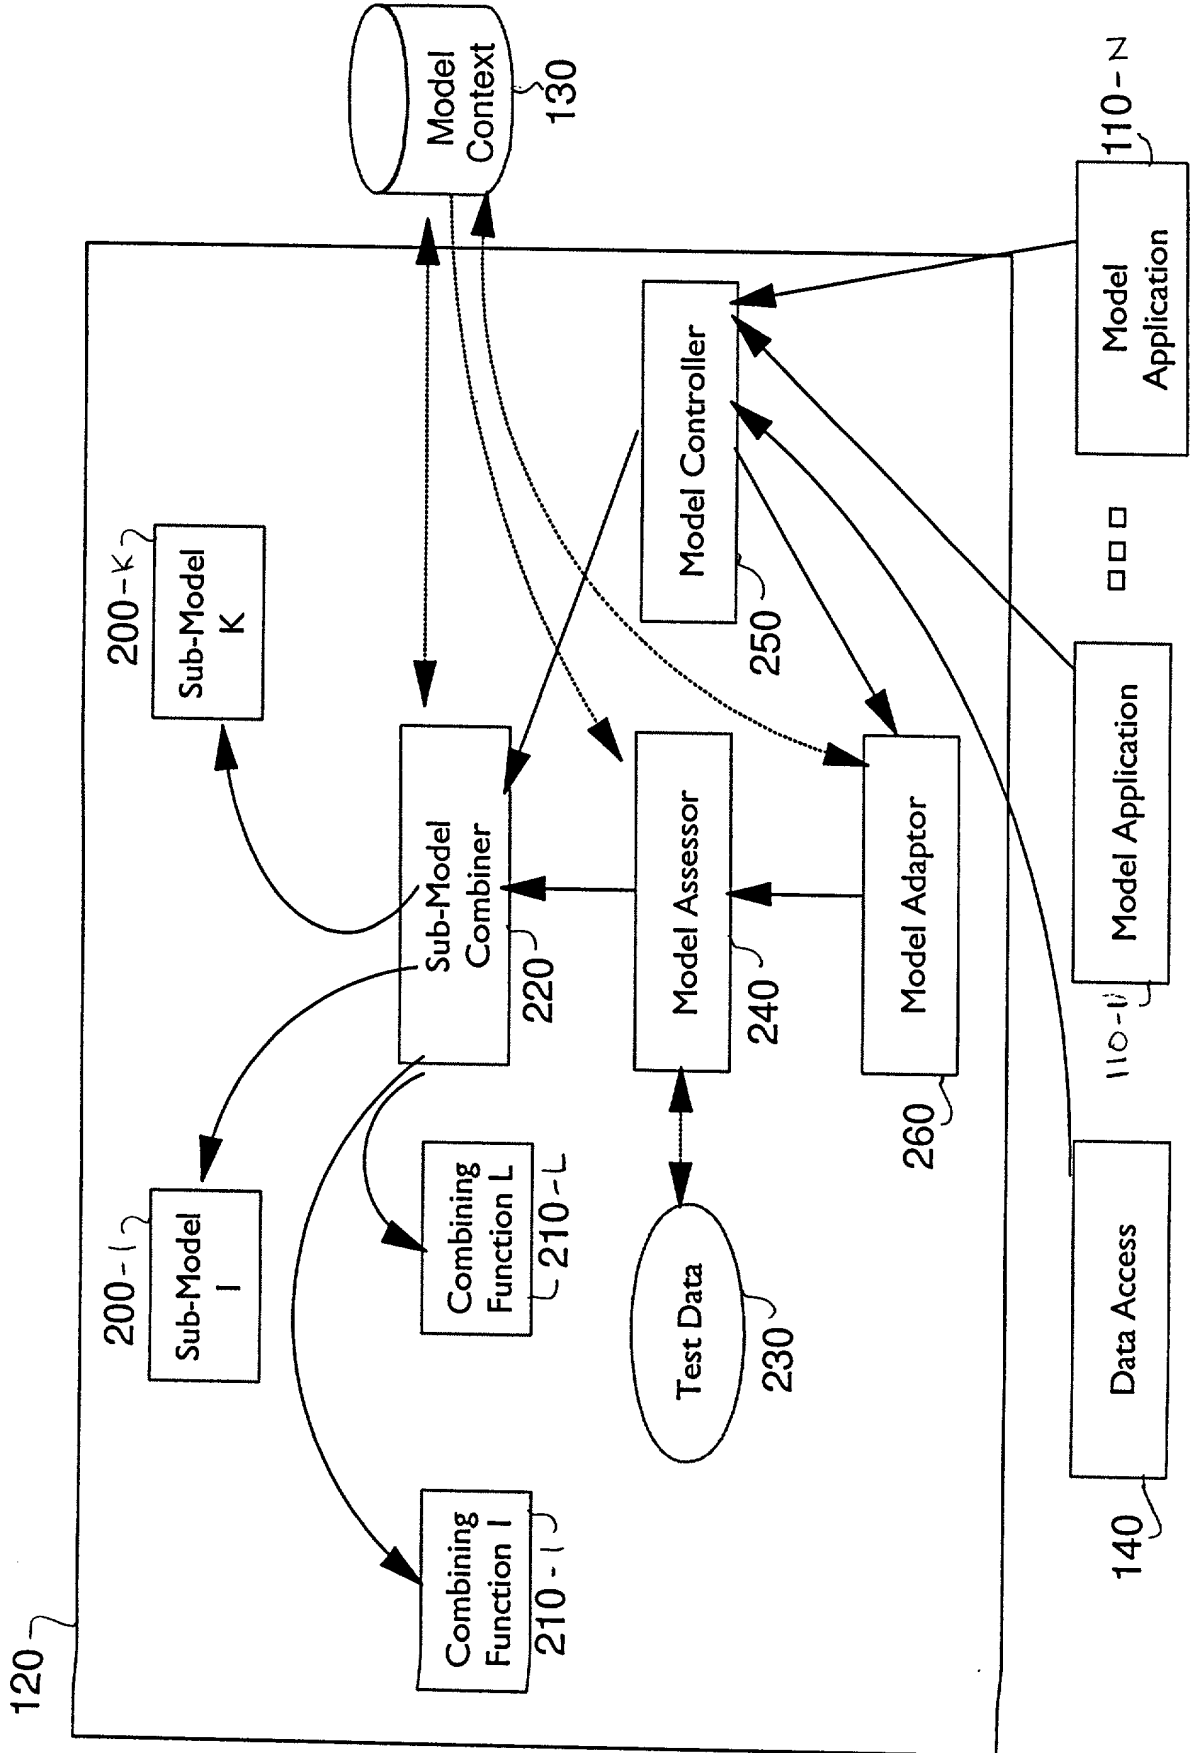 120
200-1
Sub-Model
1
200-K
Sub-Model
K
Model
Context
130
Combining
Function 1
210-1
Combining
Function L
210-L
Sub-Model
Combiner
220
Test Data
230
Model Assessor
240
Model Controller
250
Model Adaptor
260
140
Data Access
110-1
Model Application
110-N
Model
Application